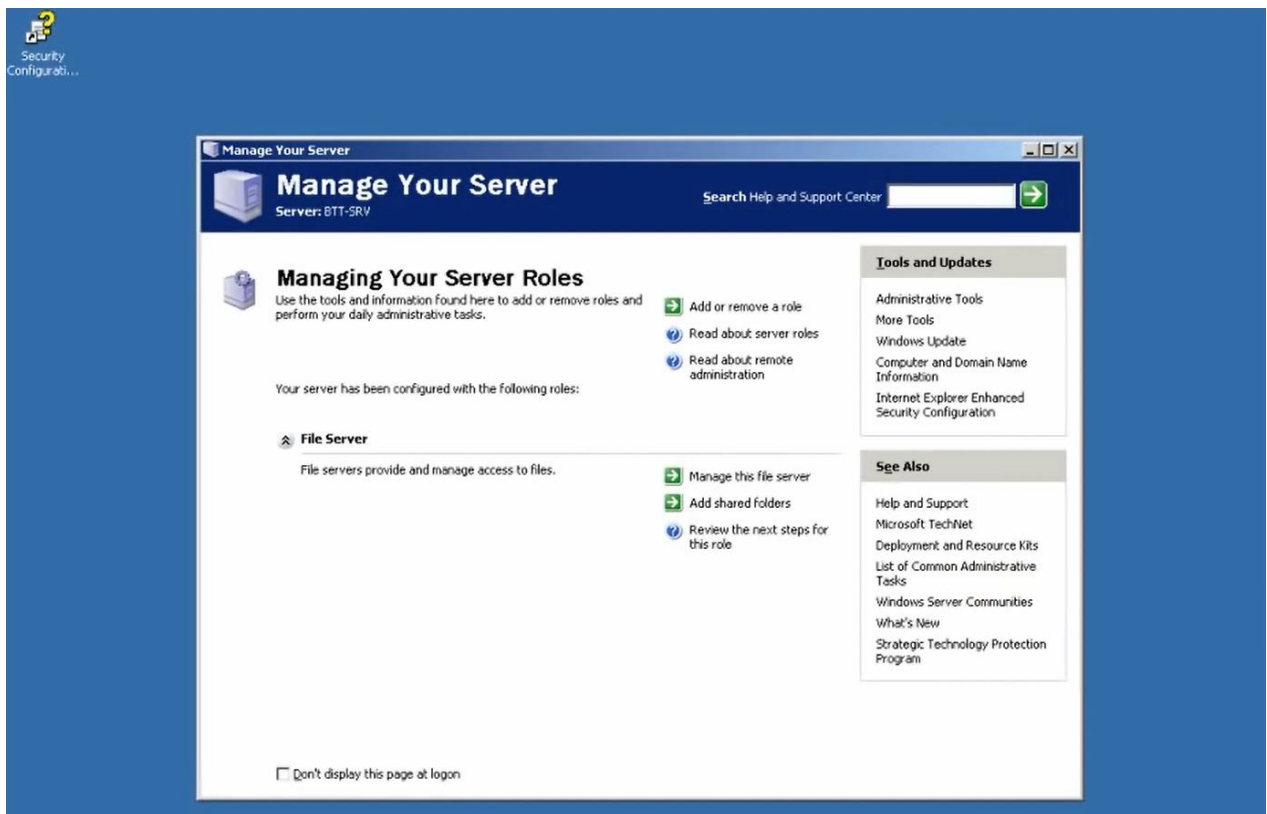 Security
Configurati...
Manage Your Server
Manage Your Server
Server: BTT-SRV
Search Help and Support Center
Managing Your Server Roles
Use the tools and information found here to add or remove roles and
perform your daily administrative tasks.
Add or remove a role
Read about server roles
Read about remote
administration
Your server has been configured with the following roles:
File Server
File servers provide and manage access to files.
Manage this file server
Add shared folders
Review the next steps for
this role
Tools and Updates
Administrative Tools
More Tools
Windows Update
Computer and Domain Name
Information
Internet Explorer Enhanced
Security Configuration
See Also
Help and Support
Microsoft TechNet
Deployment and Resource Kits
List of Common Administrative
Tasks
Windows Server Communities
What's New
Strategic Technology Protection
Program
Don't display this page at logon